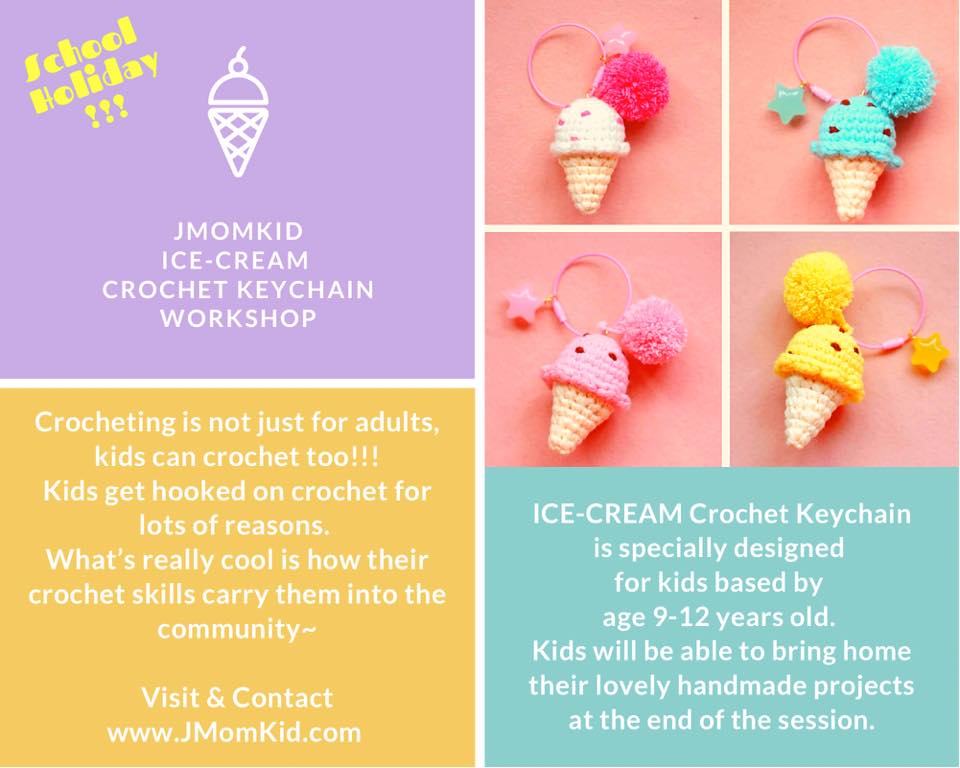 School
Holiday
!!!
JMOMKID
ICE-CREAM
CROCHET KEYCHAIN
WORKSHOP
Crocheting is not just for adults,
kids can crochet too!!!
Kids get hooked on crochet for
lots of reasons.
What’s really cool is how their
crochet skills carry them into the
community~
Visit & Contact
www.JMomKid.com
ICE-CREAM Crochet Keychain
is specially designed
for kids based by
age 9-12 years old.
Kids will be able to bring home
their lovely handmade projects
at the end of the session.